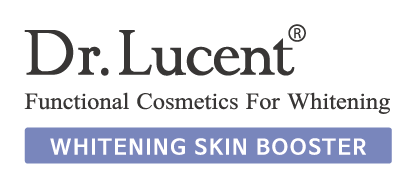 Dr. Lucent®
Functional Cosmetics For Whitening
WHITENING SKIN BOOSTER